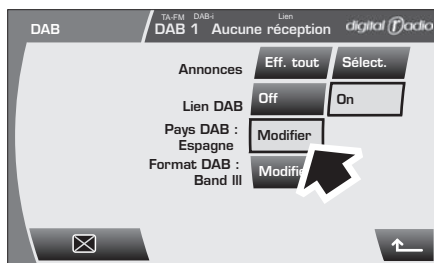 DAB
TA-FM DAB-i Lien
DAB 1 Aucune réception
digital radio
Annonces Eff. tout Sélect.
Lien DAB Off On
Pays DAB : Espagne Modifier
Format DAB : Band III Modifie